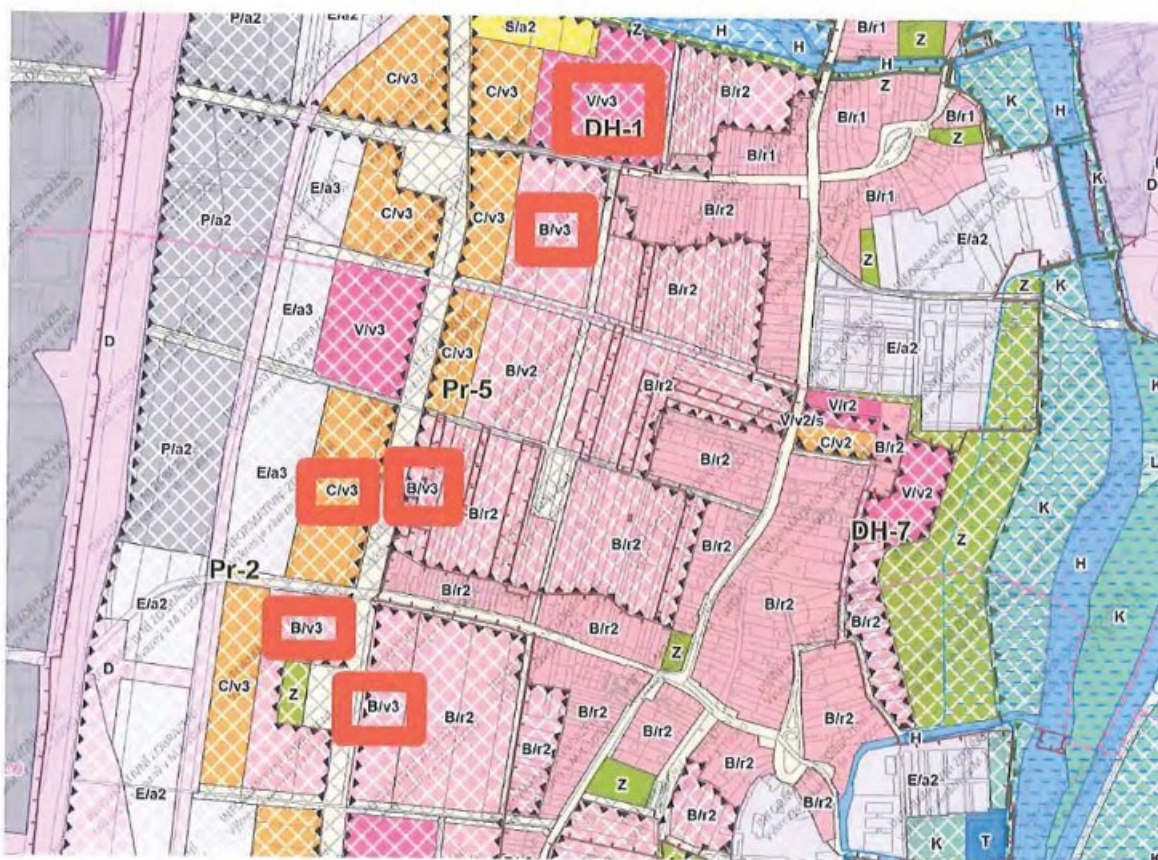 E/a2
S/a2
Z
H
H
B/r1
Z
P/a2
C/v3
C/v3
V/v3
DH-1
B/r2
H
Z
K
H
B/r1
B/r1
Z
B/r1
E/a3
P/a2
C/v3
C/v3
B/v3
B/r2
B/r1
K
D
E/a2
Z
B/r2
Z
K
E/a3
V/v3
D
C/v3
B/v2
B/r2
E/a2
K
Pr-5
V/r2
V/v2/s
C/v2
B/r2
P/a2
E/a3
C/v3
B/v3
B/r2
B/r2
V/v2
K
L
DH-7
Z
B/r2
B/r2
H
Pr-2
B/r2
E/a2
B/r2
B/v3
B/r2
B/r2
K
D
Z
C/v3
Z
B/v3
B/r2
B/r2
B/r2
B/r2
H
B/r2
B/r2
Z
E/a2
E/a2
B/r2
K
T
K